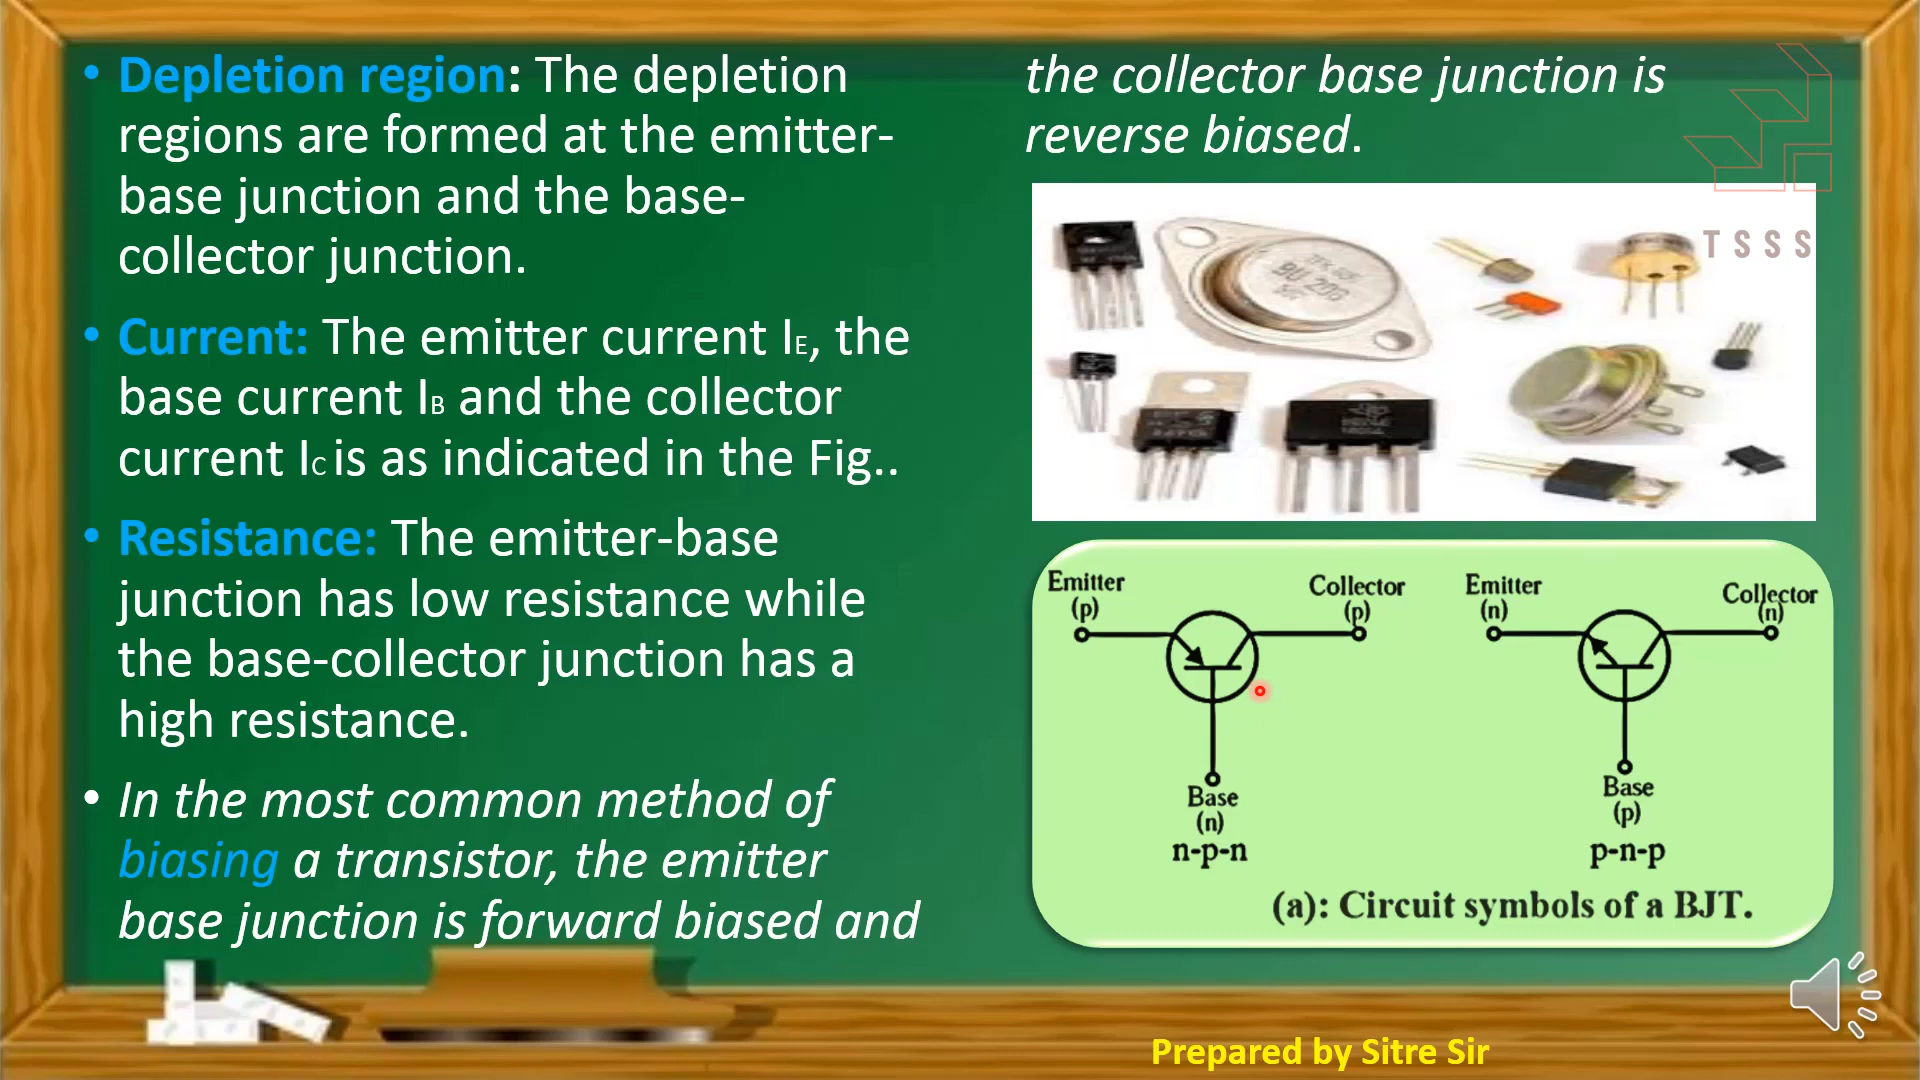 • Depletion region: The depletion
regions are formed at the emitter-
base junction and the base-
collector junction.
• Current: The emitter current IE, the
base current IB and the collector
current IC is as indicated in the Fig..
• Resistance: The emitter-base
junction has low resistance while
the base-collector junction has a
high resistance.
• In the most common method of
biasing a transistor, the emitter
base junction is forward biased and
the collector base junction is
reverse biased.
TSSS
BU 208
Emitter
(p)
Collector
(p)
Base
(n)
n-p-n
Emitter
(n)
Collector
(n)
Base
(p)
p-n-p
(a): Circuit symbols of a BJT.
Prepared by Sitre Sir